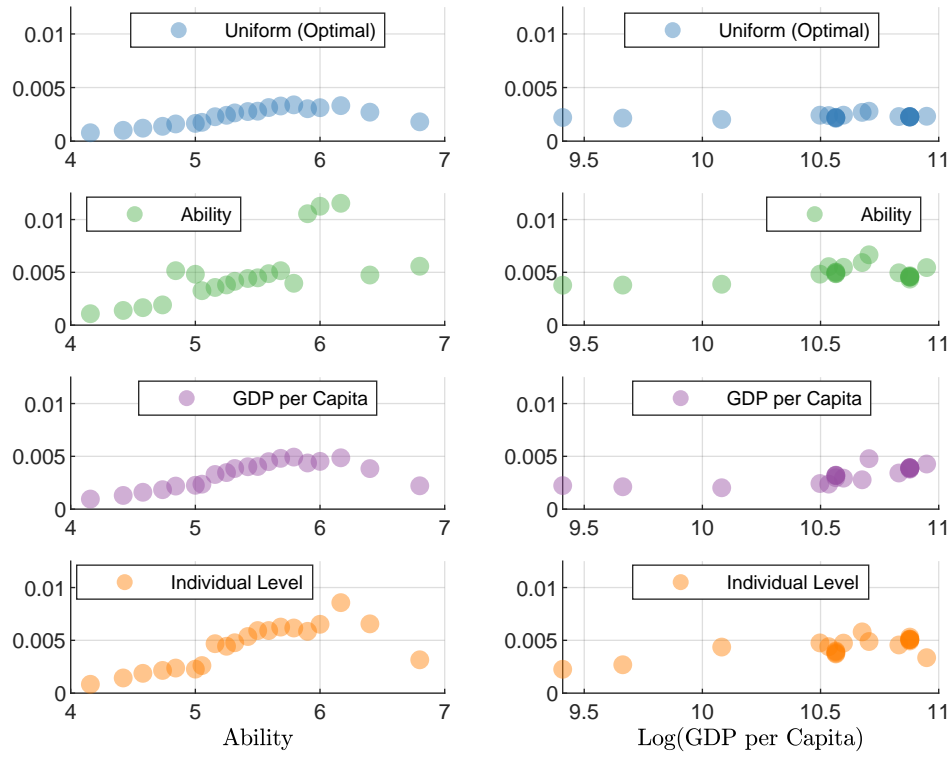 Uniform (Optimal)
0.01
0.005
0
4 5 6 7
Uniform (Optimal)
0.01
0.005
0
9.5 10 10.5 11
Ability
0.01
0.005
0
4 5 6 7
Ability
0.01
0.005
0
9.5 10 10.5 11
GDP per Capita
0.01
0.005
0
4 5 6 7
GDP per Capita
0.01
0.005
0
9.5 10 10.5 11
Individual Level
0.01
0.005
0
4 5 6 7
Ability
Individual Level
0.01
0.005
0
9.5 10 10.5 11
Log(GDP per Capita)